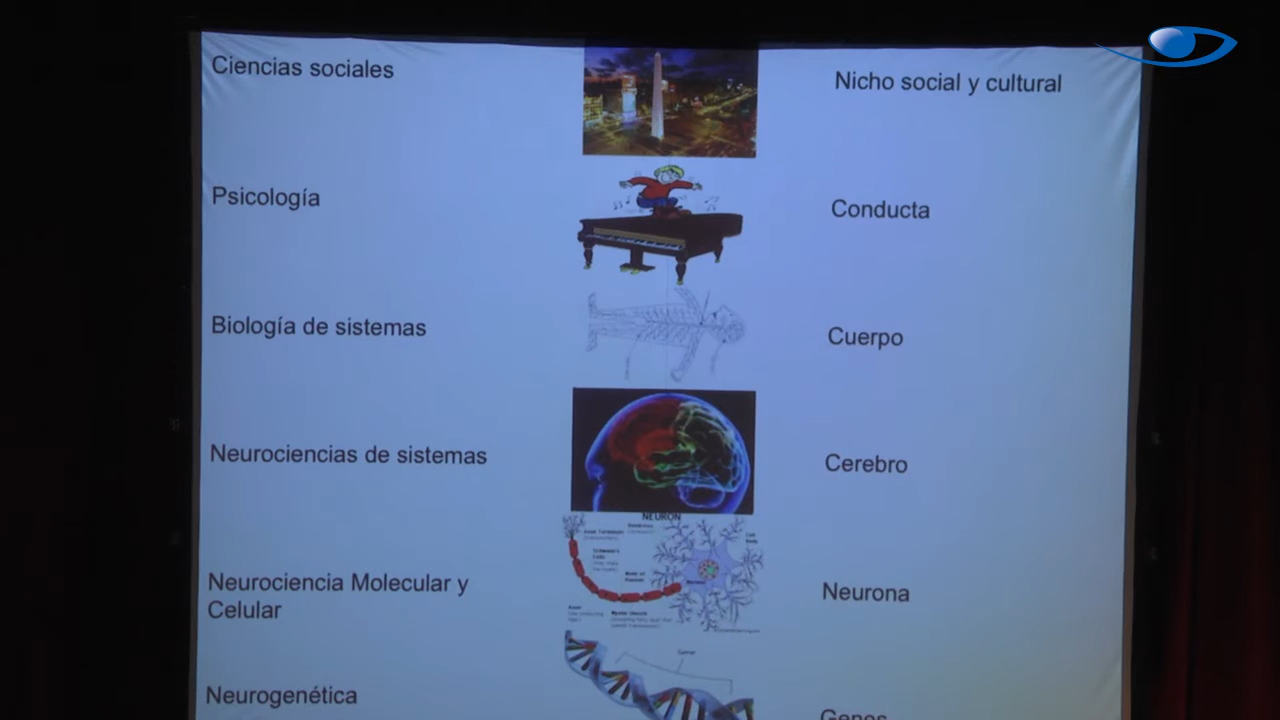 Ciencias sociales
Nicho social y cultural
Psicología
Conducta
Biología de sistemas
Cuerpo
Neurociencias de sistemas
Cerebro
NEURON
Neurociencia Molecular y
Celular
Neurona
Neurogenética
Genes